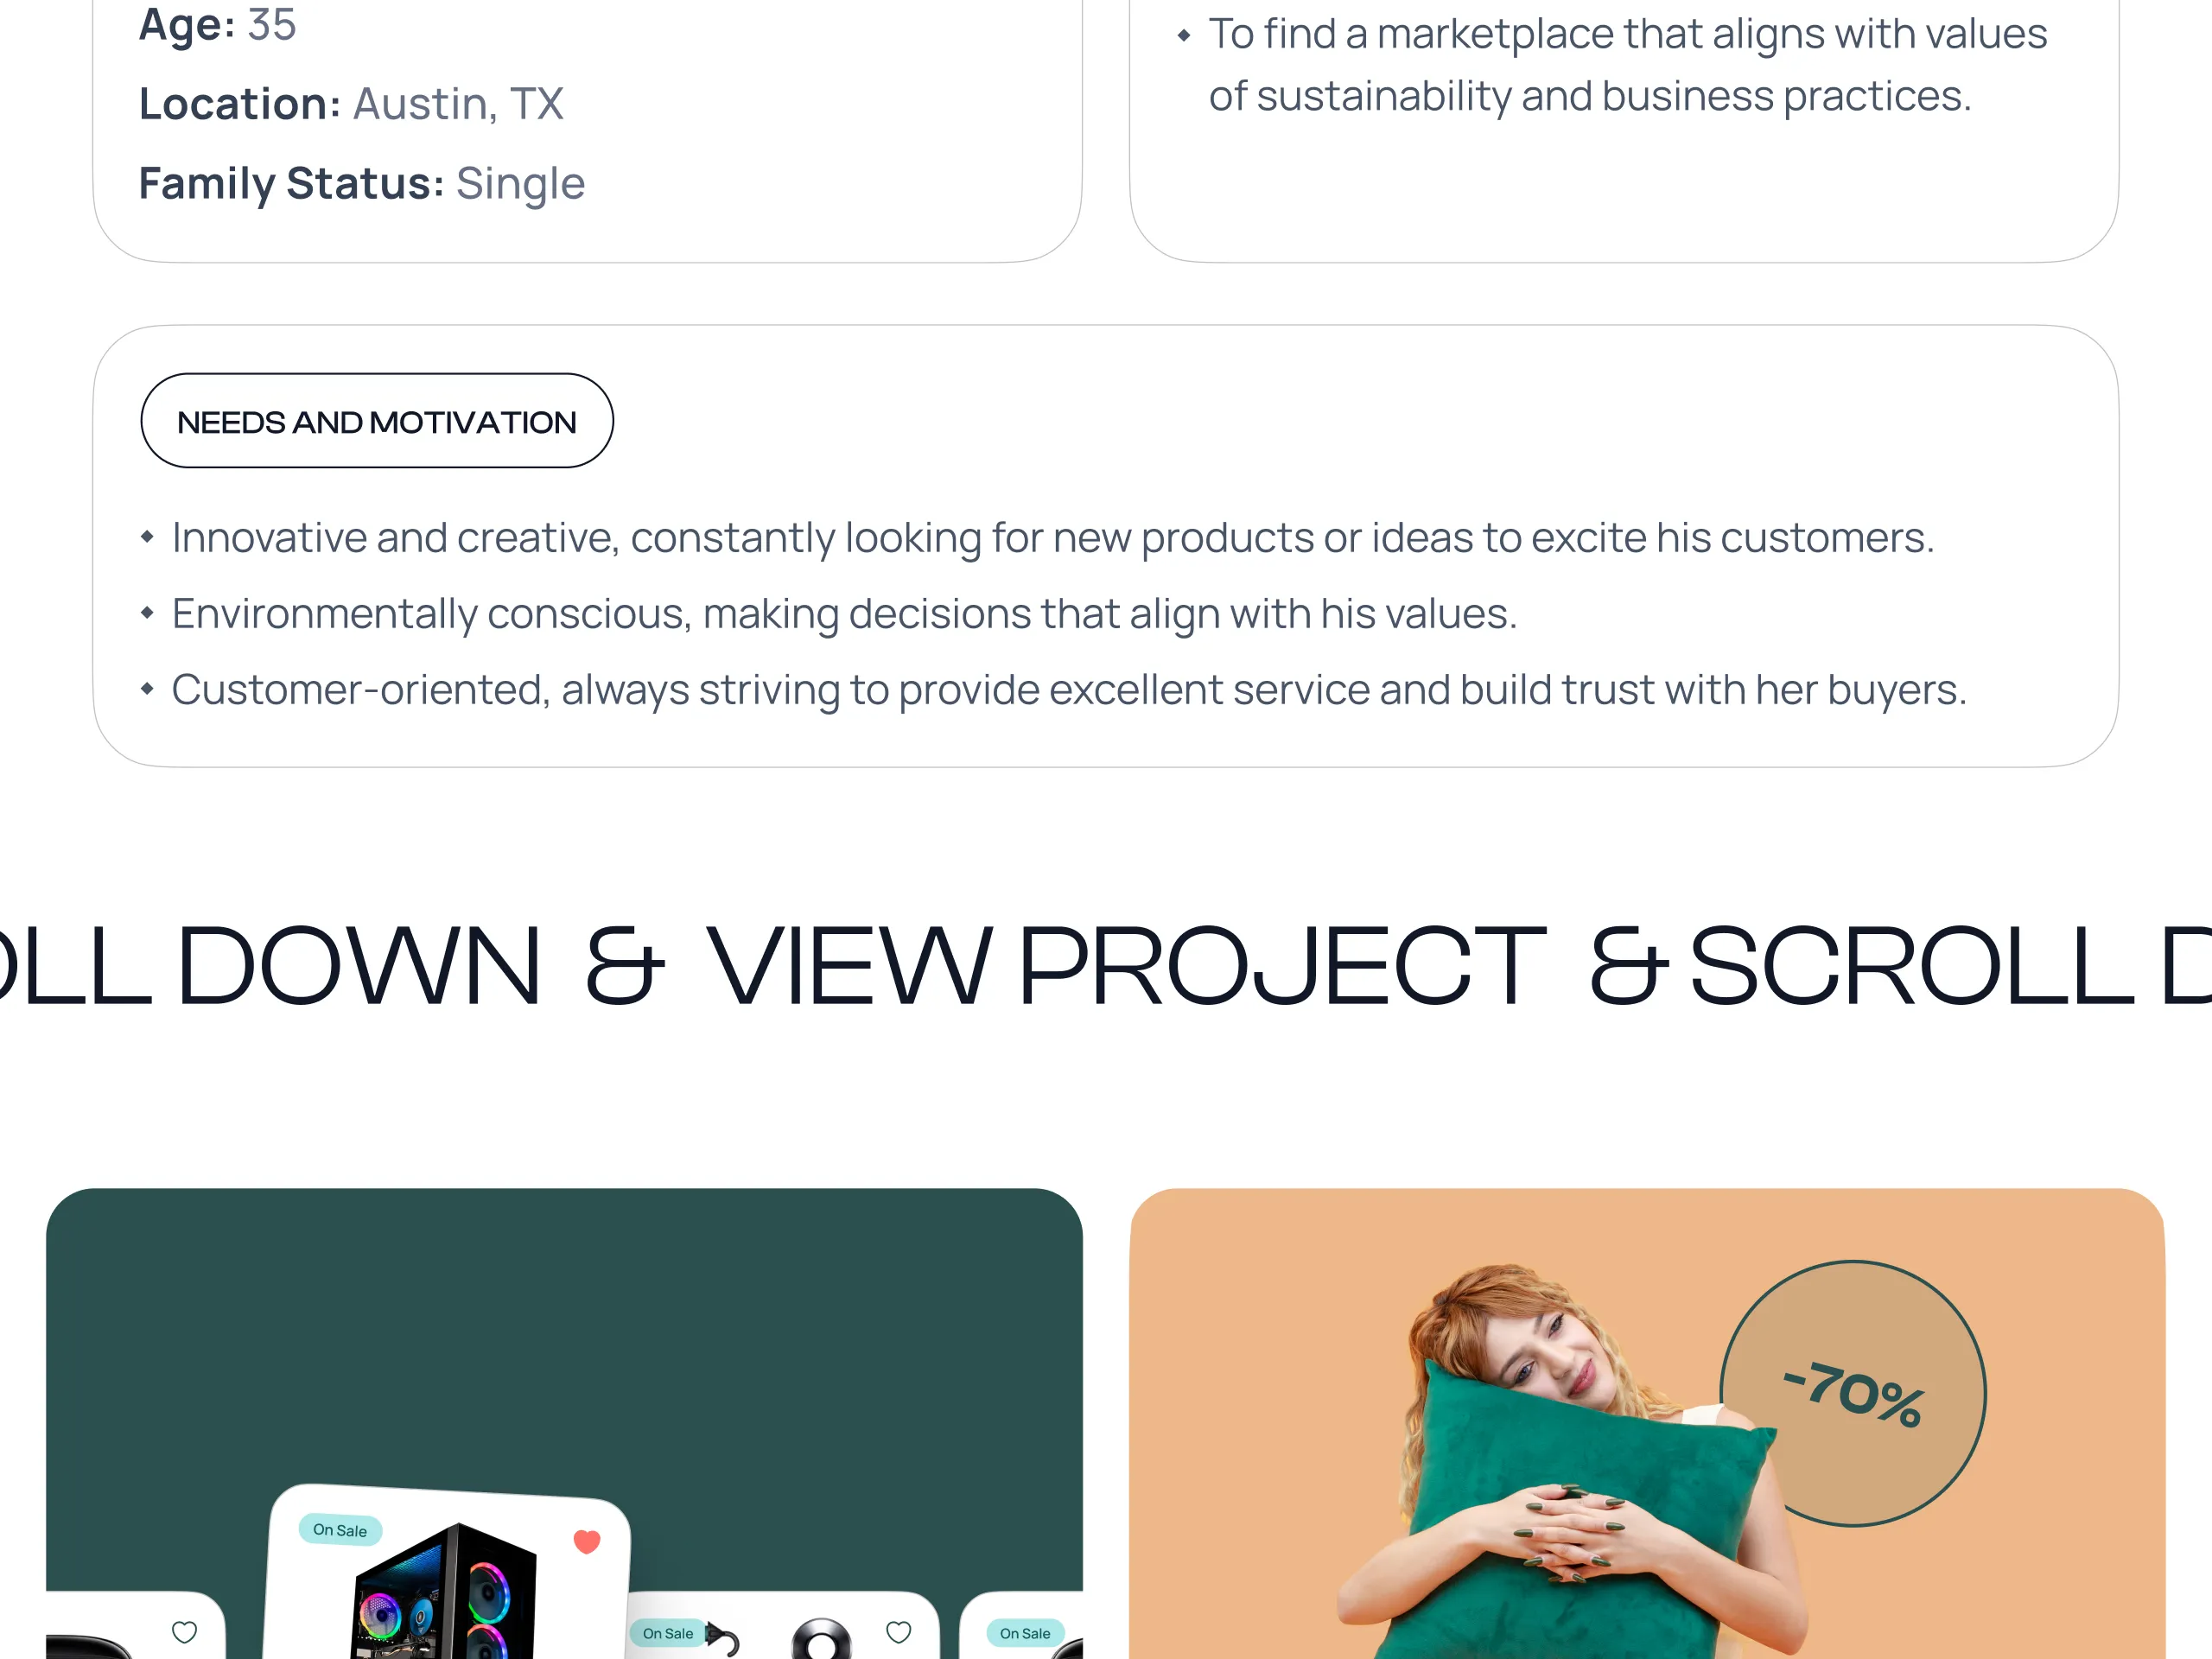 Age: 35
Location: Austin, TX
Family Status: Single
To find a marketplace that aligns with values
of sustainability and business practices.
NEEDS AND MOTIVATION
Innovative and creative, constantly looking for new products or ideas to excite his customers.
Environmentally conscious, making decisions that align with his values.
Customer-oriented, always striving to provide excellent service and build trust with her buyers.
OLL DOWN & VIEW PROJECT & SCROLL D
-70%
On Sale
On Sale
On Sale